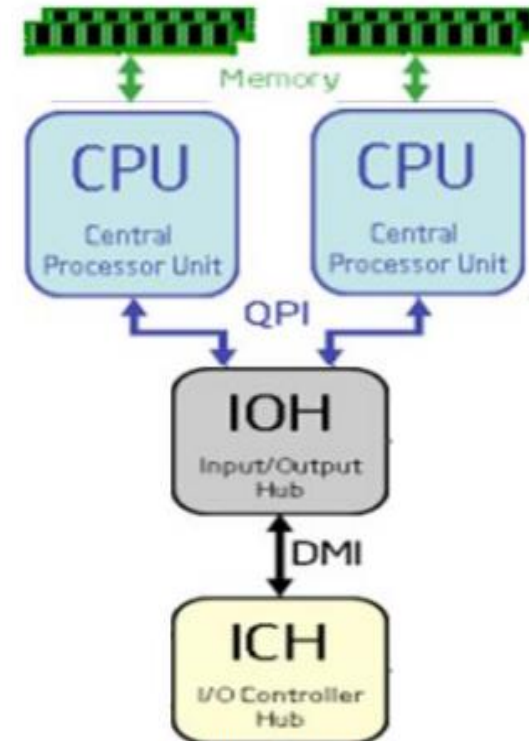 Memory
CPU
Central
Processor Unit
CPU
Central
Processor Unit
QPI
IOH
Input/Output
Hub
DMI
ICH
I/O Controller
Hub